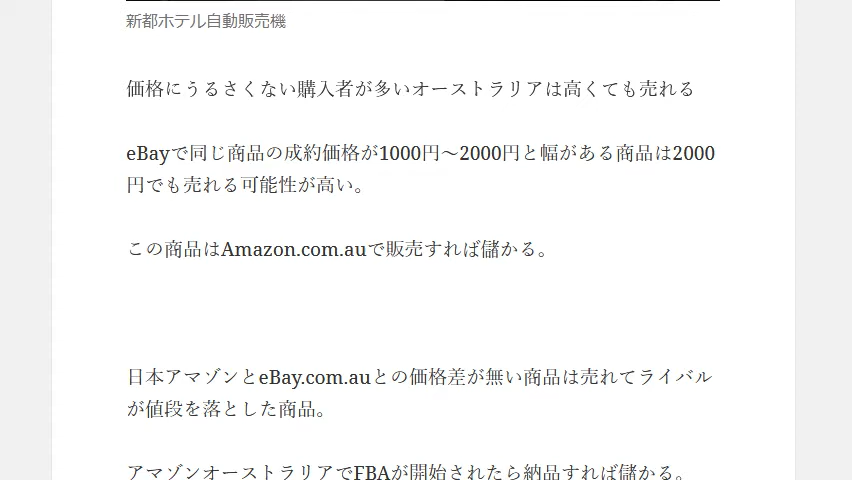 新都ホテル自動販売機
価格にうるさくない購入者が多いオーストラリアは高くても売れる
eBayで同じ商品の成約価格が1000円～2000円と幅がある商品は2000
円でも売れる可能性が高い。
この商品はAmazon.com.auで販売すれば儲かる。
日本アマゾンとeBay.com.auとの価格差が無い商品は売れてライバル
が値段を落とした商品。
アマゾンオーストラリアでFBAが開始されたら納品すれば儲かる。